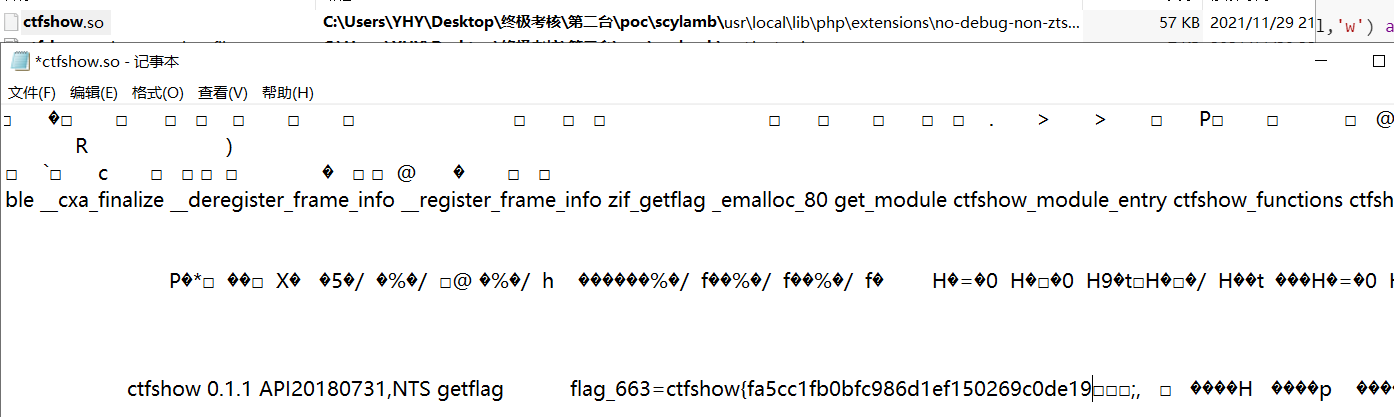 ctfshow.so C:\Users\YHY\Desktop\终极考核\第二台\poc\scylamb\usr\local\lib\php\extensions\no-debug-non-zts... 57 KB 2021/11/29 21
l,'w') a
*ctfshow.so - 记事本
文件(F) 编辑(E) 格式(O) 查看(V) 帮助(H)
□ �□ □ □ □ □ □ □ □ □ □ □ □ □ □ □ . > > □ P□ □ □ @
R )
□ `□ c □ □ □ □ � □ □ @ � □ □
ble __cxa_finalize __deregister_frame_info __register_frame_info zif_getflag _emalloc_80 get_module ctfshow_module_entry ctfshow_functions ctfsh
P�*□ ��□ X� �5�/ �%�/ □@ �%�/ h ������%�/ f��%�/ f��%�/ f� H�=�0 H�□�0 H9�t□H�□�/ H��t ���H�=�0 H
ctfshow 0.1.1 API20180731,NTS getflag flag_663=ctfshow{fa5cc1fb0bfc986d1ef150269c0de19□□□;, □ ����H ����p ����